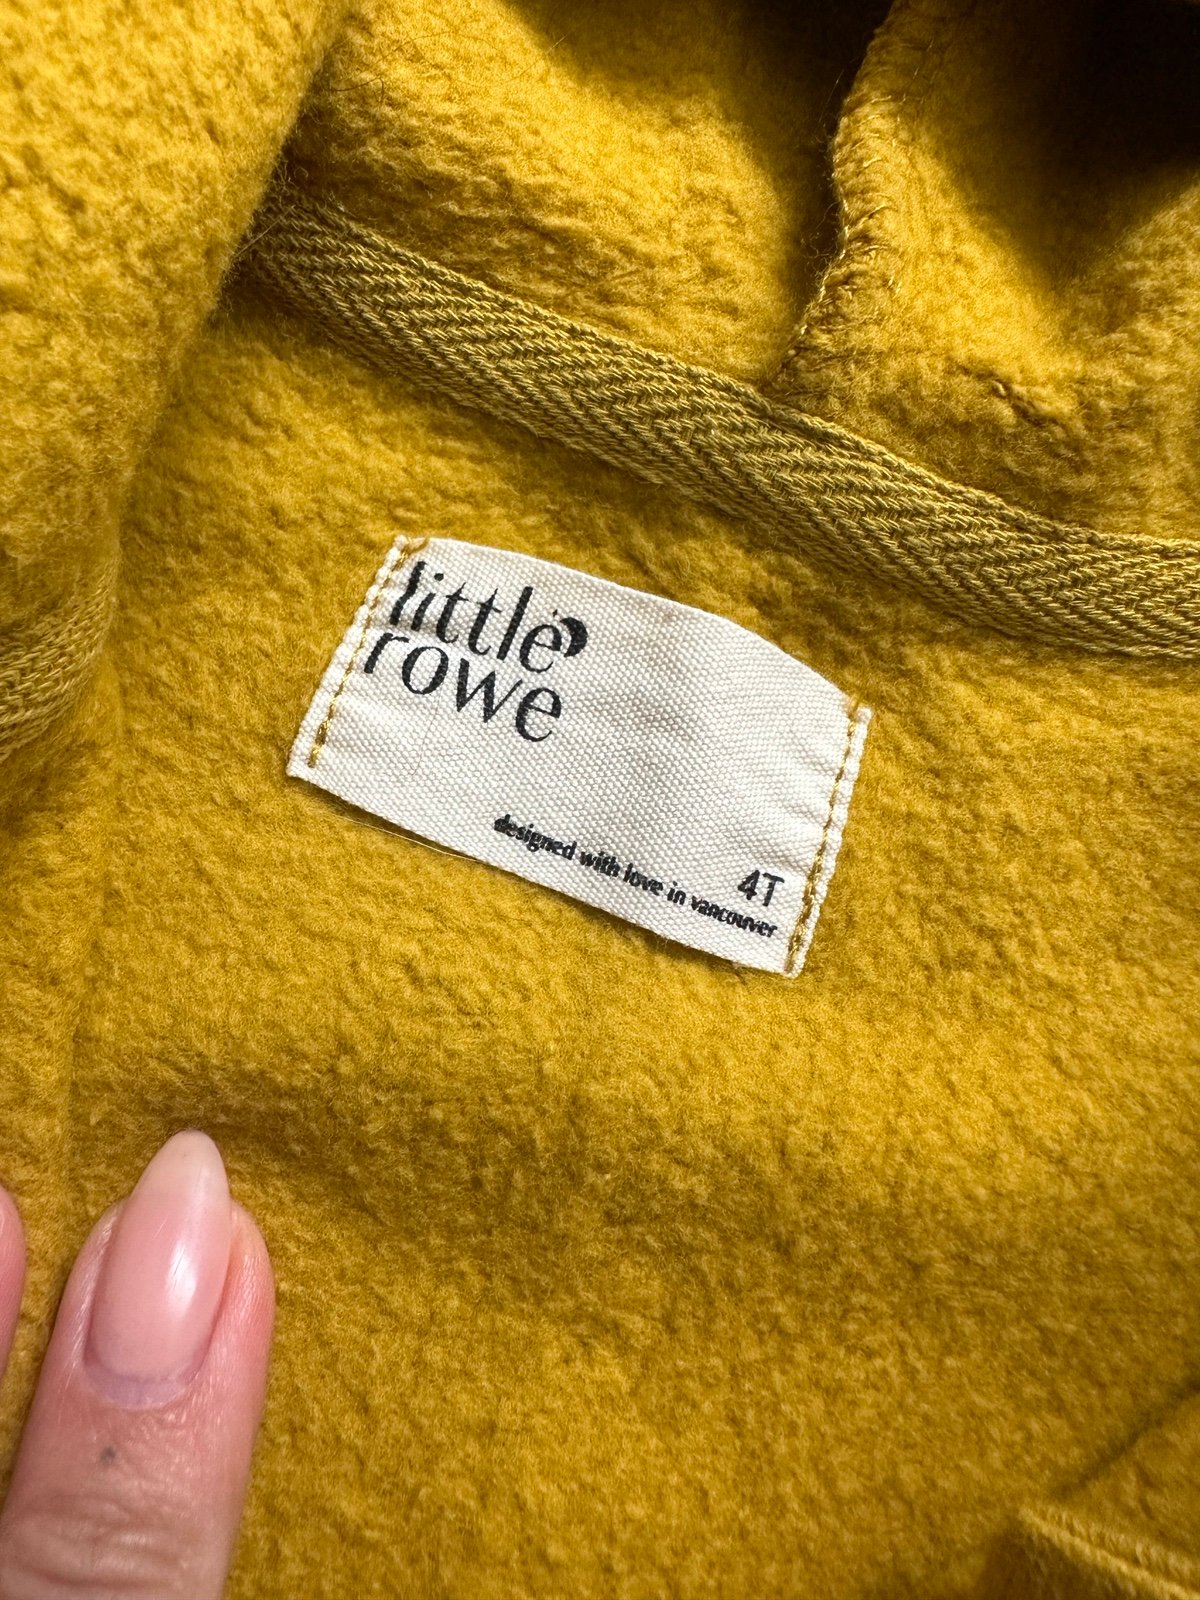 little
rowe
4T
designed with love in vancouver